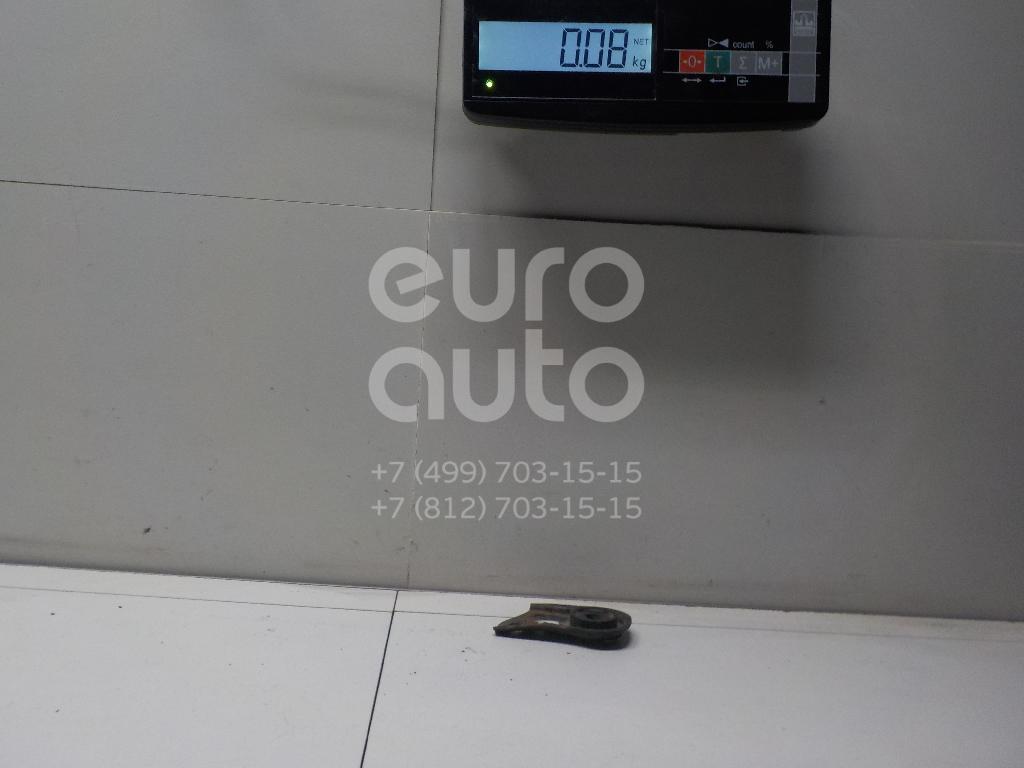 0.08 NET kg
count %
→0← T Σ M+
euro
auto
+7 (499) 703-15-15
+7 (812) 703-15-15